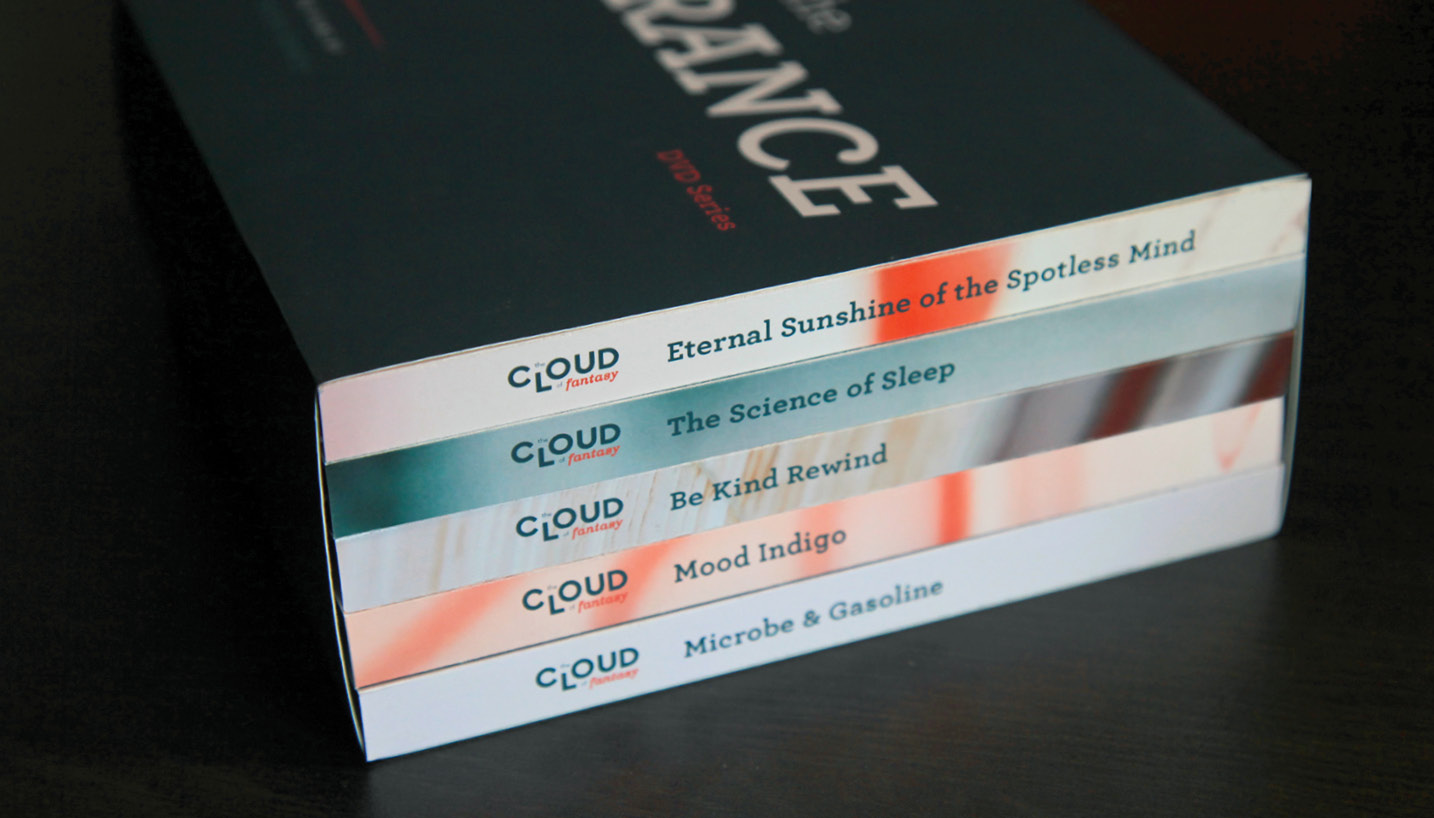 RANCE
DVD Series
the CLOUD of fantasy Eternal Sunshine of the Spotless Mind
the CLOUD of fantasy The Science of Sleep
the CLOUD of fantasy Be Kind Rewind
the CLOUD of fantasy Mood Indigo
the CLOUD of fantasy Microbe & Gasoline